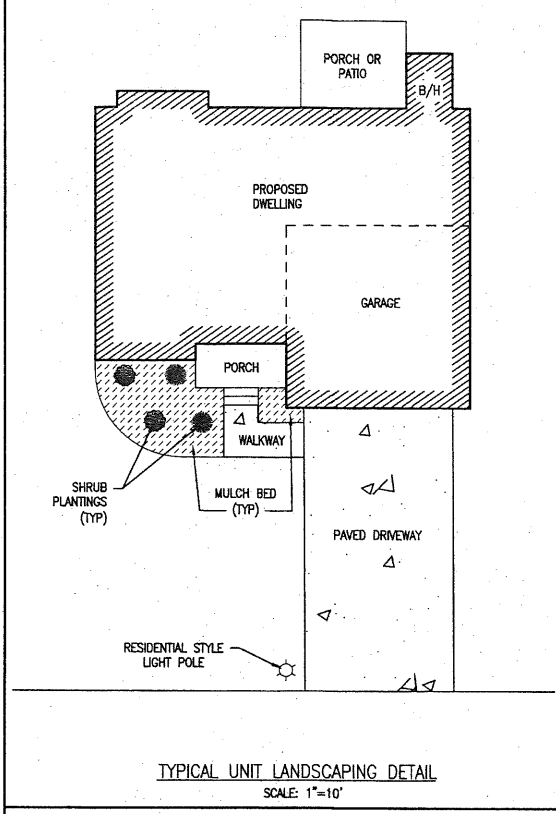 PORCH OR
PATIO
B/H
PROPOSED
DWELLING
GARAGE
PORCH
WALKWAY
SHRUB
PLANTINGS
(TYP)
MULCH BED
(TYP)
PAVED DRIVEWAY
RESIDENTIAL STYLE
LIGHT POLE
TYPICAL UNIT LANDSCAPING DETAIL
SCALE: 1"=10'